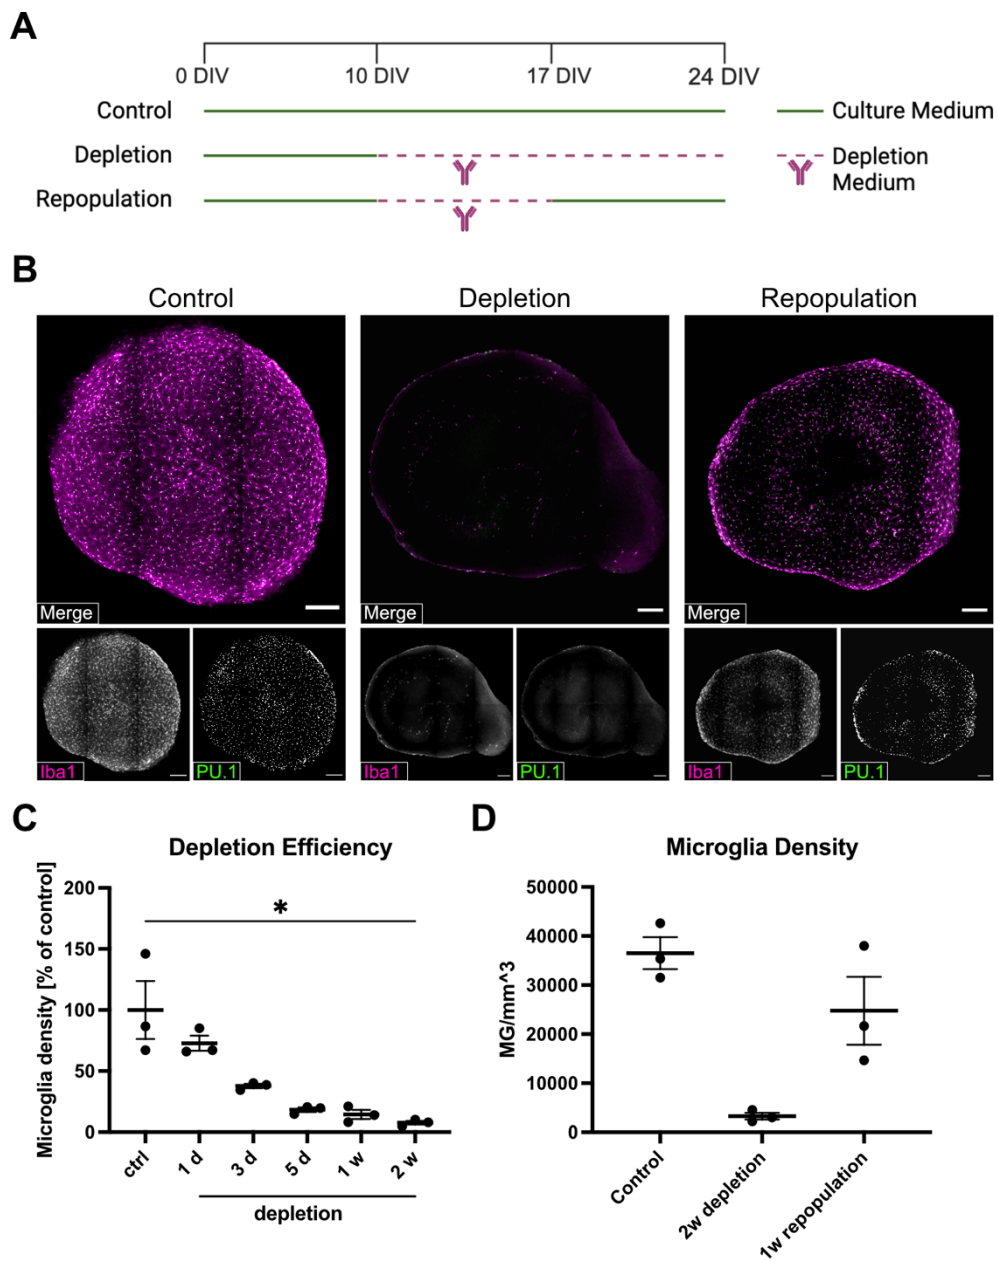 A
0 DIV 10 DIV 17 DIV 24 DIV
Control
Culture Medium
Depletion
Depletion
Medium
Repopulation
B
Control Depletion Repopulation
Merge Merge Merge
Iba1 PU.1 Iba1 PU.1 Iba1 PU.1
C
Depletion Efficiency
Microglia density [% of control]
200
150
100
50
0
*
ctrl 1 d 3 d 5 d 1 w 2 w
depletion
D
Microglia Density
MG/mm^3
50000
40000
30000
20000
10000
0
Control 2w depletion 1w repopulation